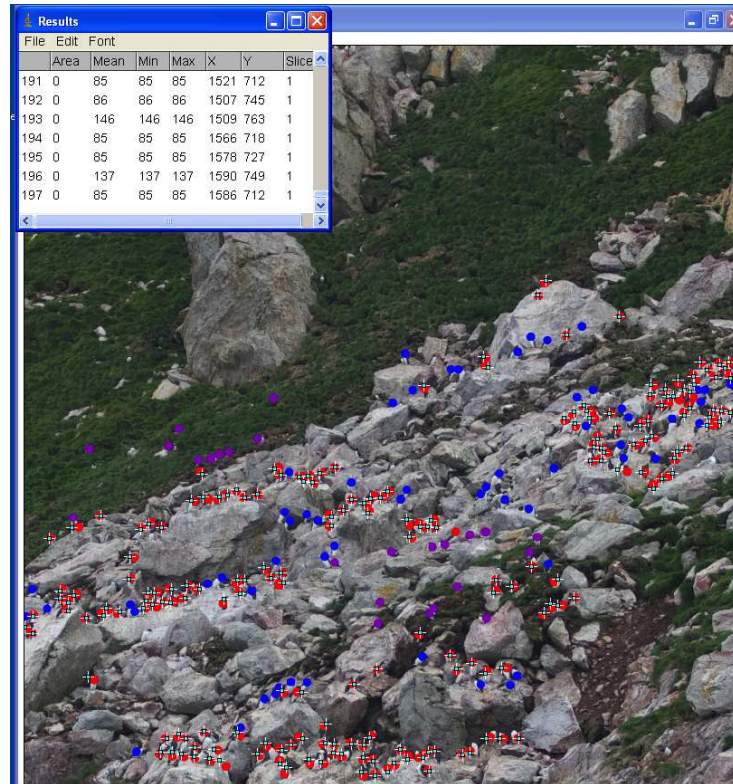 Results
File Edit Font
Area Mean Min Max X Y Slice
191 0 85 85 85 1521 712 1
192 0 86 86 86 1507 745 1
193 0 146 146 146 1509 763 1
194 0 85 85 85 1566 718 1
195 0 85 85 85 1578 727 1
196 0 137 137 137 1590 749 1
197 0 85 85 85 1586 712 1